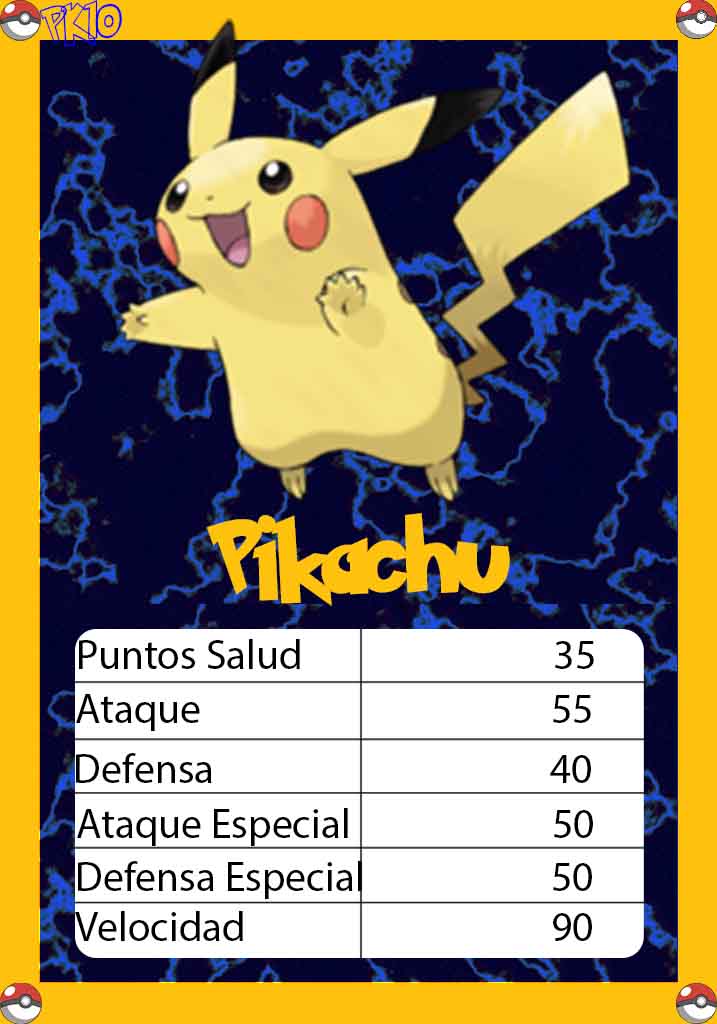 PK10
Pikachu
Puntos Salud 35
Ataque 55
Defensa 40
Ataque Especial 50
Defensa Especial 50
Velocidad 90